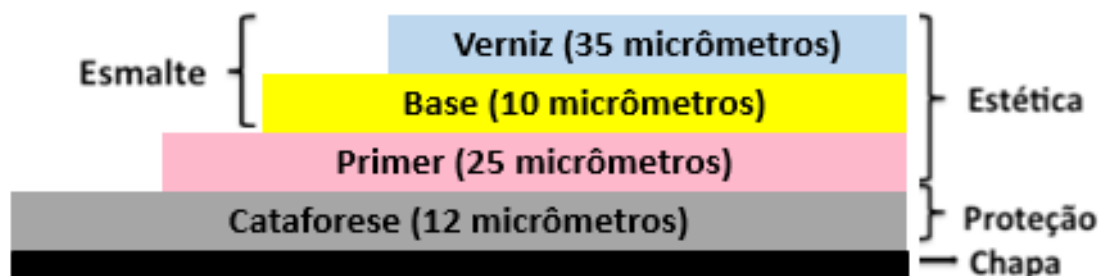 Verniz (35 micrômetros)
Esmalte
Base (10 micrômetros)
Estética
Primer (25 micrômetros)
Cataforese (12 micrômetros)
Proteção
Chapa